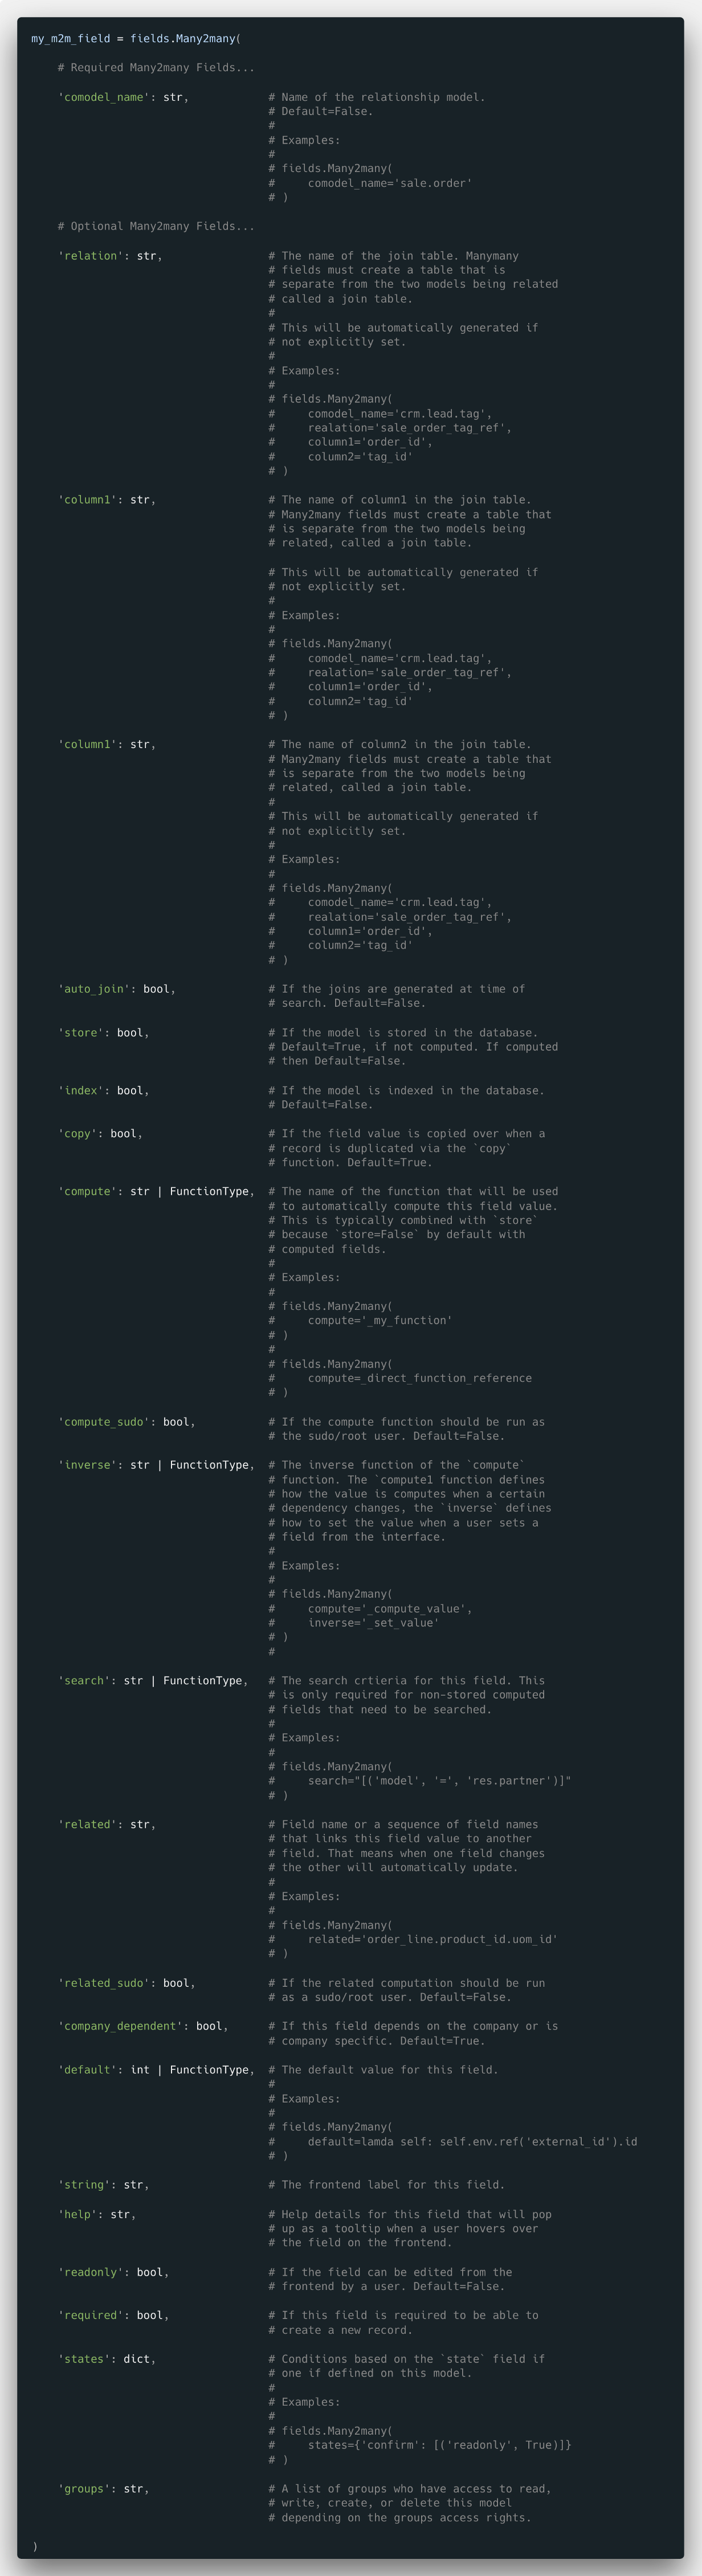 my_m2m_field = fields.Many2many(
# Required Many2many Fields...
'comodel_name': str, # Name of the relationship model.
# Default=False.
#
# Examples:
#
# fields.Many2many(
#     comodel_name='sale.order'
# )
# Optional Many2many Fields...
'relation': str, # The name of the join table. Manymany
# fields must create a table that is
# separate from the two models being related
# called a join table.
#
# This will be automatically generated if
# not explicitly set.
#
# Examples:
#
# fields.Many2many(
#     comodel_name='crm.lead.tag',
#     realation='sale_order_tag_ref',
#     column1='order_id',
#     column2='tag_id'
# )
'column1': str, # The name of column1 in the join table.
# Many2many fields must create a table that
# is separate from the two models being
# related, called a join table.
# This will be automatically generated if
# not explicitly set.
#
# Examples:
#
# fields.Many2many(
#     comodel_name='crm.lead.tag',
#     realation='sale_order_tag_ref',
#     column1='order_id',
#     column2='tag_id'
# )
'column1': str, # The name of column2 in the join table.
# Many2many fields must create a table that
# is separate from the two models being
# related, called a join table.
#
# This will be automatically generated if
# not explicitly set.
#
# Examples:
#
# fields.Many2many(
#     comodel_name='crm.lead.tag',
#     realation='sale_order_tag_ref',
#     column1='order_id',
#     column2='tag_id'
# )
'auto_join': bool, # If the joins are generated at time of
# search. Default=False.
'store': bool, # If the model is stored in the database.
# Default=True, if not computed. If computed
# then Default=False.
'index': bool, # If the model is indexed in the database.
# Default=False.
'copy': bool, # If the field value is copied over when a
# record is duplicated via the `copy`
# function. Default=True.
'compute': str | FunctionType, # The name of the function that will be used
# to automatically compute this field value.
# This is typically combined with `store`
# because `store=False` by default with
# computed fields.
#
# Examples:
#
# fields.Many2many(
#     compute='_my_function'
# )
#
# fields.Many2many(
#     compute=_direct_function_reference
# )
'compute_sudo': bool, # If the compute function should be run as
# the sudo/root user. Default=False.
'inverse': str | FunctionType, # The inverse function of the `compute`
# function. The `compute1 function defines
# how the value is computes when a certain
# dependency changes, the `inverse` defines
# how to set the value when a user sets a
# field from the interface.
#
# Examples:
#
# fields.Many2many(
#     compute='_compute_value',
#     inverse='_set_value'
# )
#
'search': str | FunctionType, # The search crtieria for this field. This
# is only required for non-stored computed
# fields that need to be searched.
#
# Examples:
#
# fields.Many2many(
#     search="[('model', '=', 'res.partner')]"
# )
'related': str, # Field name or a sequence of field names
# that links this field value to another
# field. That means when one field changes
# the other will automatically update.
#
# Examples:
#
# fields.Many2many(
#     related='order_line.product_id.uom_id'
# )
'related_sudo': bool, # If the related computation should be run
# as a sudo/root user. Default=False.
'company_dependent': bool, # If this field depends on the company or is
# company specific. Default=True.
'default': int | FunctionType, # The default value for this field.
#
# Examples:
#
# fields.Many2many(
#     default=lamda self: self.env.ref('external_id').id
# )
'string': str, # The frontend label for this field.
'help': str, # Help details for this field that will pop
# up as a tooltip when a user hovers over
# the field on the frontend.
'readonly': bool, # If the field can be edited from the
# frontend by a user. Default=False.
'required': bool, # If this field is required to be able to
# create a new record.
'states': dict, # Conditions based on the `state` field if
# one if defined on this model.
#
# Examples:
#
# fields.Many2many(
#     states={'confirm': [('readonly', True)]}
# )
'groups': str, # A list of groups who have access to read,
# write, create, or delete this model
# depending on the groups access rights.
)